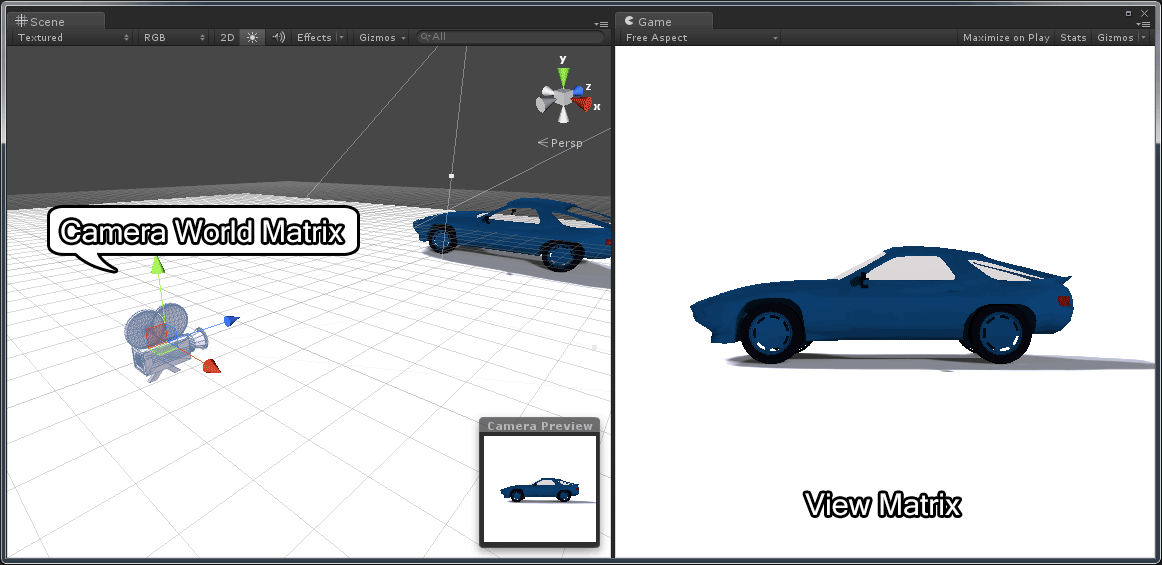 Scene
Textured RGB 2D Effects Gizmos All
y
z
x
Persp
Camera World Matrix
Camera Preview
Game
Free Aspect Maximize on Play Stats Gizmos
View Matrix